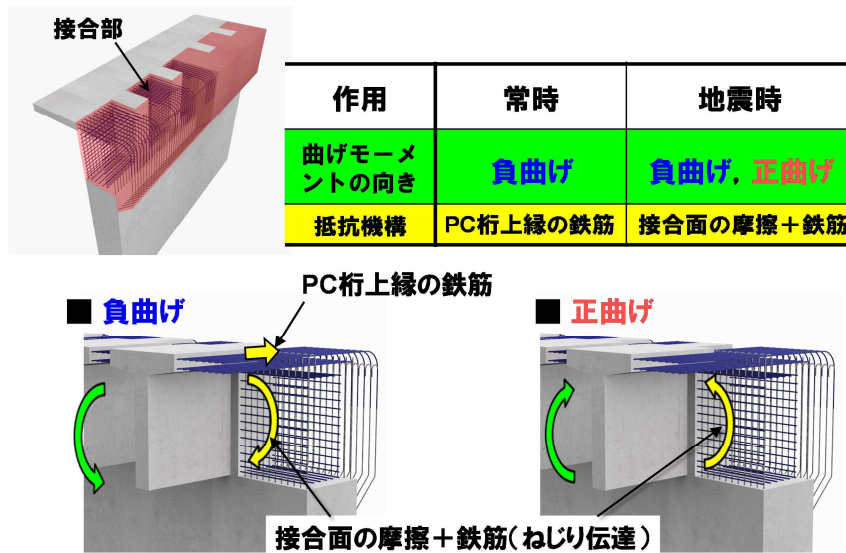 接合部
作用
常時
地震時
曲げモーメ
ントの向き
負曲げ
負曲げ, 正曲げ
抵抗機構
PC桁上縁の鉄筋
接合面の摩擦＋鉄筋
PC桁上縁の鉄筋
■ 負曲げ
■ 正曲げ
接合面の摩擦＋鉄筋(ねじり伝達)